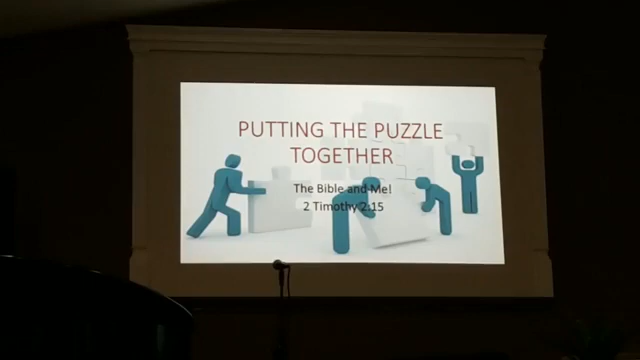 PUTTING THE PUZZLE
TOGETHER
The Bible and Me!
2 Timothy 2:15